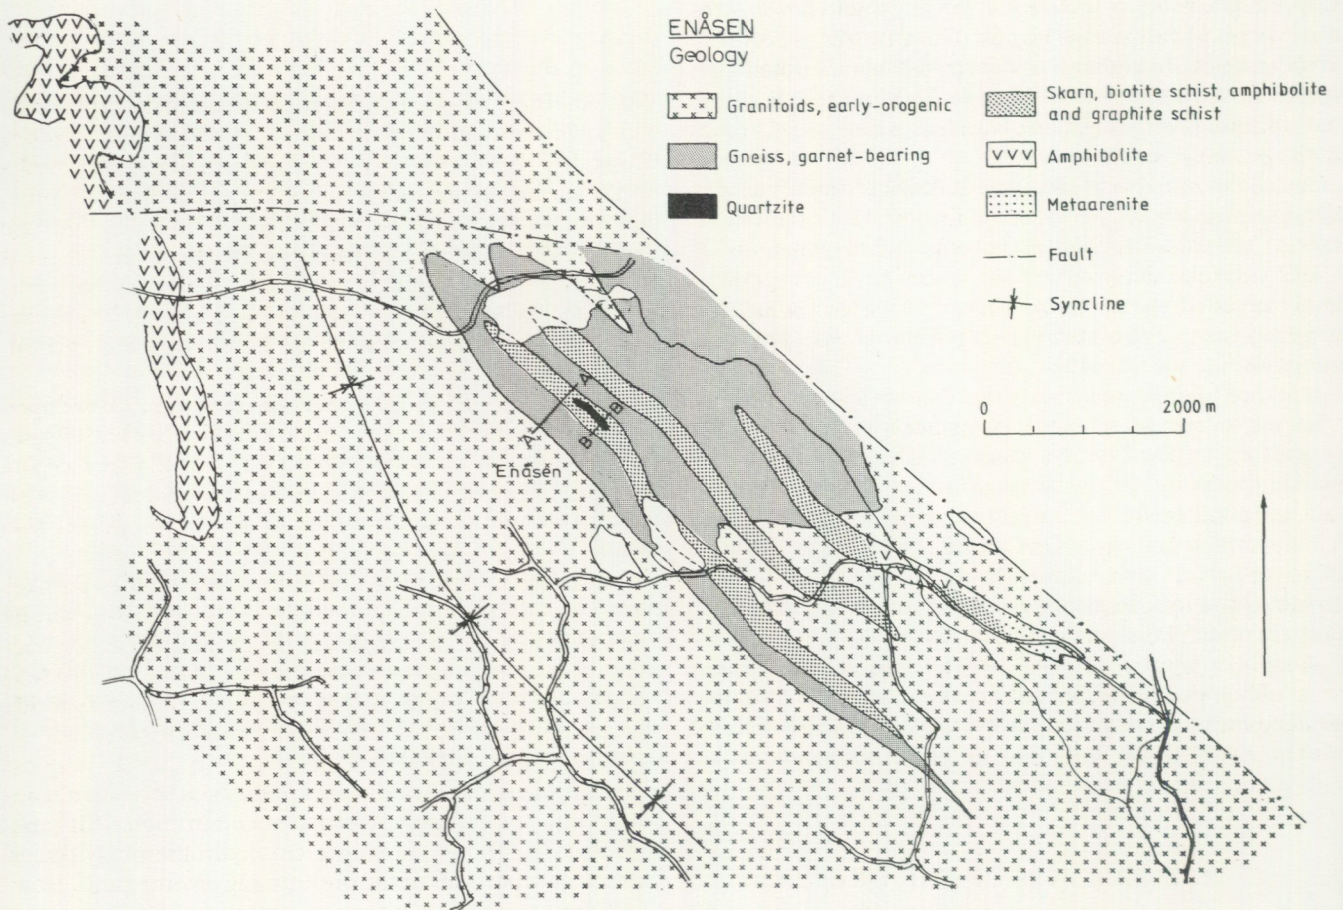 ENÅSEN
Geology
Granitoids, early-orogenic
Gneiss, garnet-bearing
Quartzite
Skarn, biotite schist, amphibolite
and graphite schist
Amphibolite
Metaarenite
Fault
Syncline
0 2000 m
A
A
B
B
Enåsen